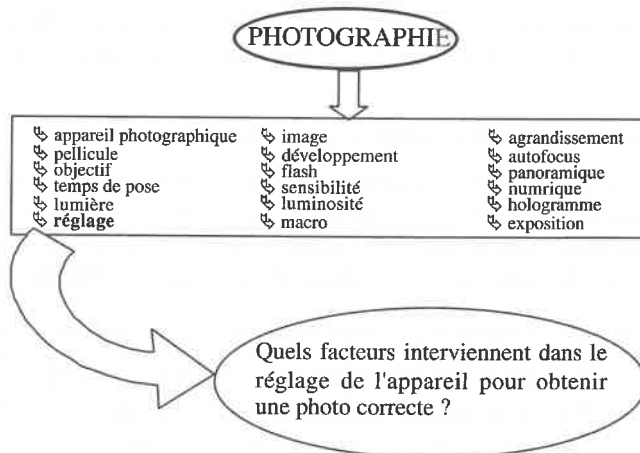 PHOTOGRAPHIE
appareil photographique
pellicule
objectif
temps de pose
lumière
réglage
image
développement
flash
sensibilité
luminosité
macro
agrandissement
autofocus
panoramique
numrique
hologramme
exposition
Quels facteurs interviennent dans le
réglage de l'appareil pour obtenir
une photo correcte ?